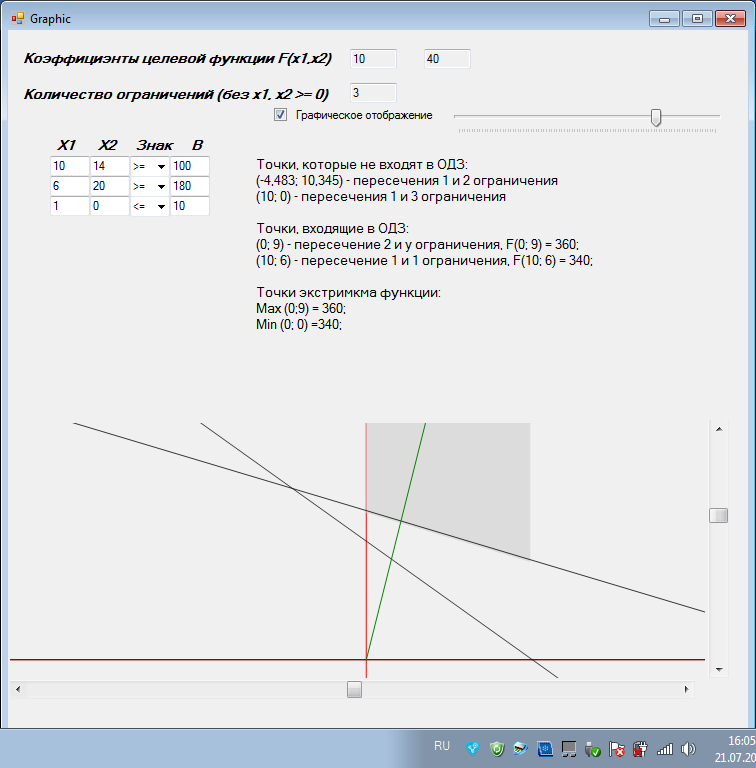 Graphic
Коэффициэнты целевой функции F(x1,x2) 10 40
Количество ограничений (без x1, x2 >= 0) 3
Графическое отображение
X1 X2 Знак B
10 14 >= 100
6 20 >= 180
1 0 <= 10
Точки, которые не входят в ОДЗ:
(-4,483; 10,345) - пересечения 1 и 2 ограничения
(10; 0) - пересечения 1 и 3 ограничения
Точки, входящие в ОДЗ:
(0; 9) - пересечение 2 и у ограничения, F(0; 9) = 360;
(10; 6) - пересечение 1 и 1 ограничения, F(10; 6) = 340;
Точки экстримкма функции:
Max (0;9) = 360;
Min (0; 0) =340;
RU
16:05
21.07.20